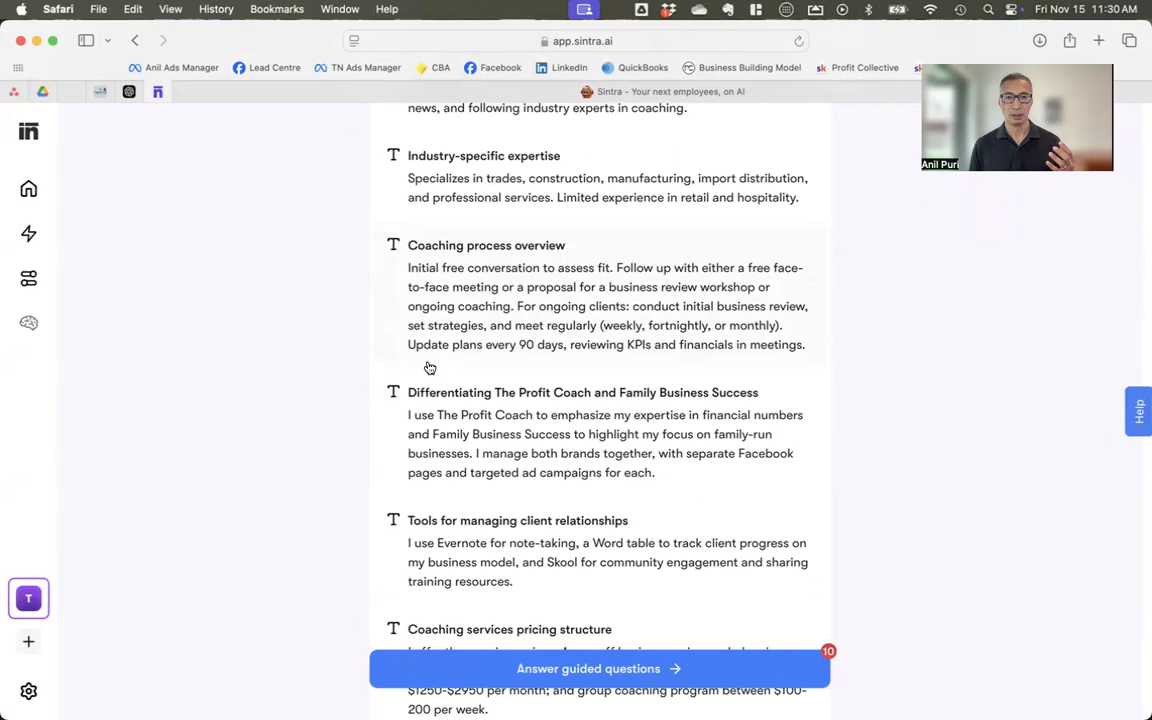 Safari File Edit View History Bookmarks Window Help Fri Nov 15 11:30 AM
app.sintra.ai
Anil Ads Manager Lead Centre TN Ads Manager CBA Facebook LinkedIn QuickBooks Business Building Model Profit Collective
Sintra - Your next employees, on AI
Anil Puri
news, and following industry experts in coaching.
Industry-specific expertise
Specializes in trades, construction, manufacturing, import distribution,
and professional services. Limited experience in retail and hospitality.
Coaching process overview
Initial free conversation to assess fit. Follow up with either a free face-
to-face meeting or a proposal for a business review workshop or
ongoing coaching. For ongoing clients: conduct initial business review,
set strategies, and meet regularly (weekly, fortnightly, or monthly).
Update plans every 90 days, reviewing KPIs and financials in meetings.
Help
Differentiating The Profit Coach and Family Business Success
I use The Profit Coach to emphasize my expertise in financial numbers
and Family Business Success to highlight my focus on family-run
businesses. I manage both brands together, with separate Facebook
pages and targeted ad campaigns for each.
Tools for managing client relationships
I use Evernote for note-taking, a Word table to track client progress on
my business model, and Skool for community engagement and sharing
training resources.
T
Coaching services pricing structure
10
Answer guided questions →
$1250-$2950 per month; and group coaching program between $100-
200 per week.